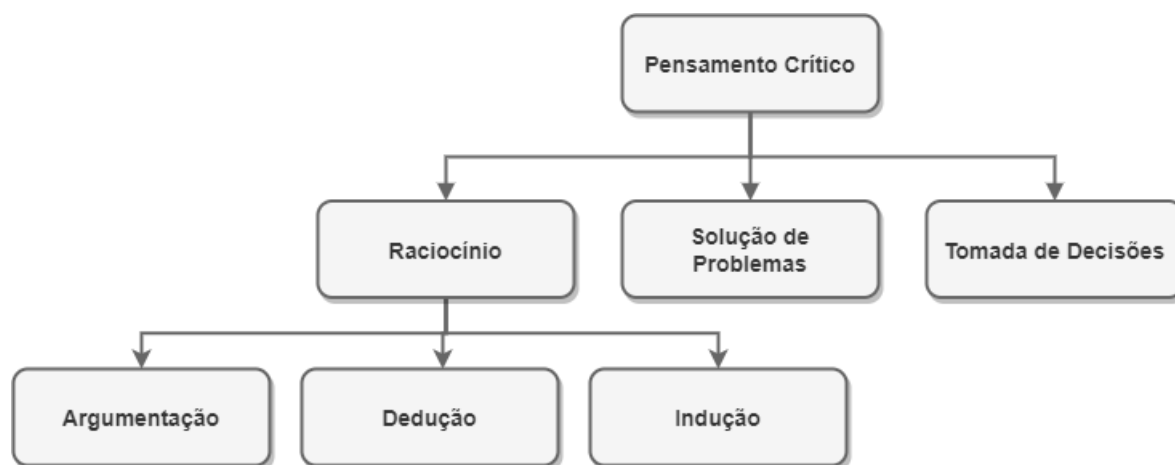 Pensamento Crítico
Raciocínio
Solução de
Problemas
Tomada de Decisões
Argumentação
Dedução
Indução